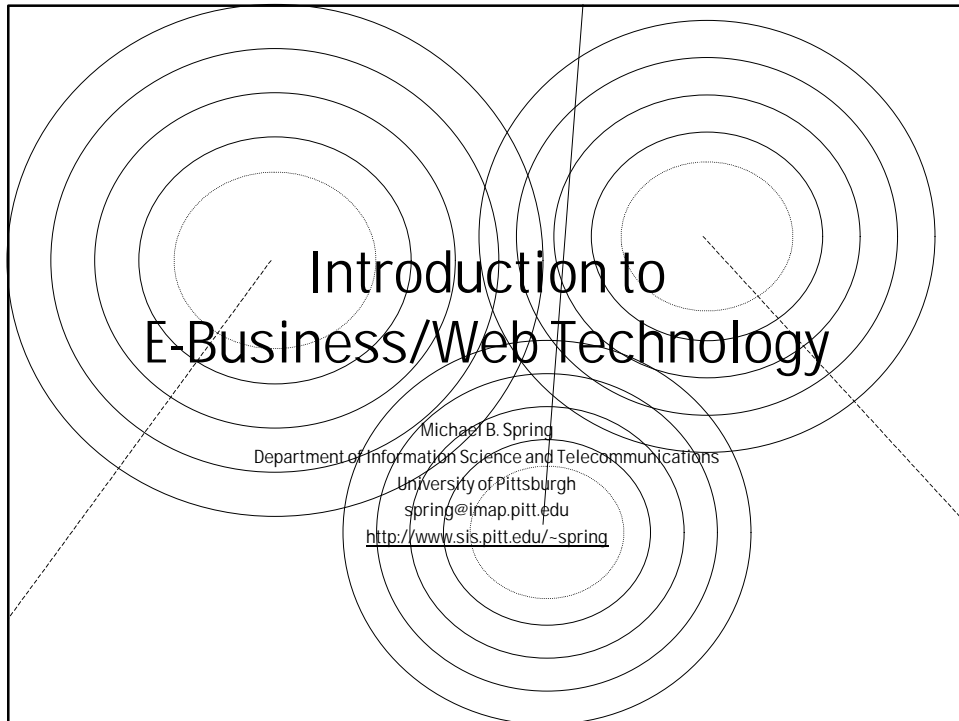 Introduction to
E-Business/Web Technology
Michael B. Spring
Department of Information Science and Telecommunications
University of Pittsburgh
spring@imap.pitt.edu
http://www.sis.pitt.edu/~spring